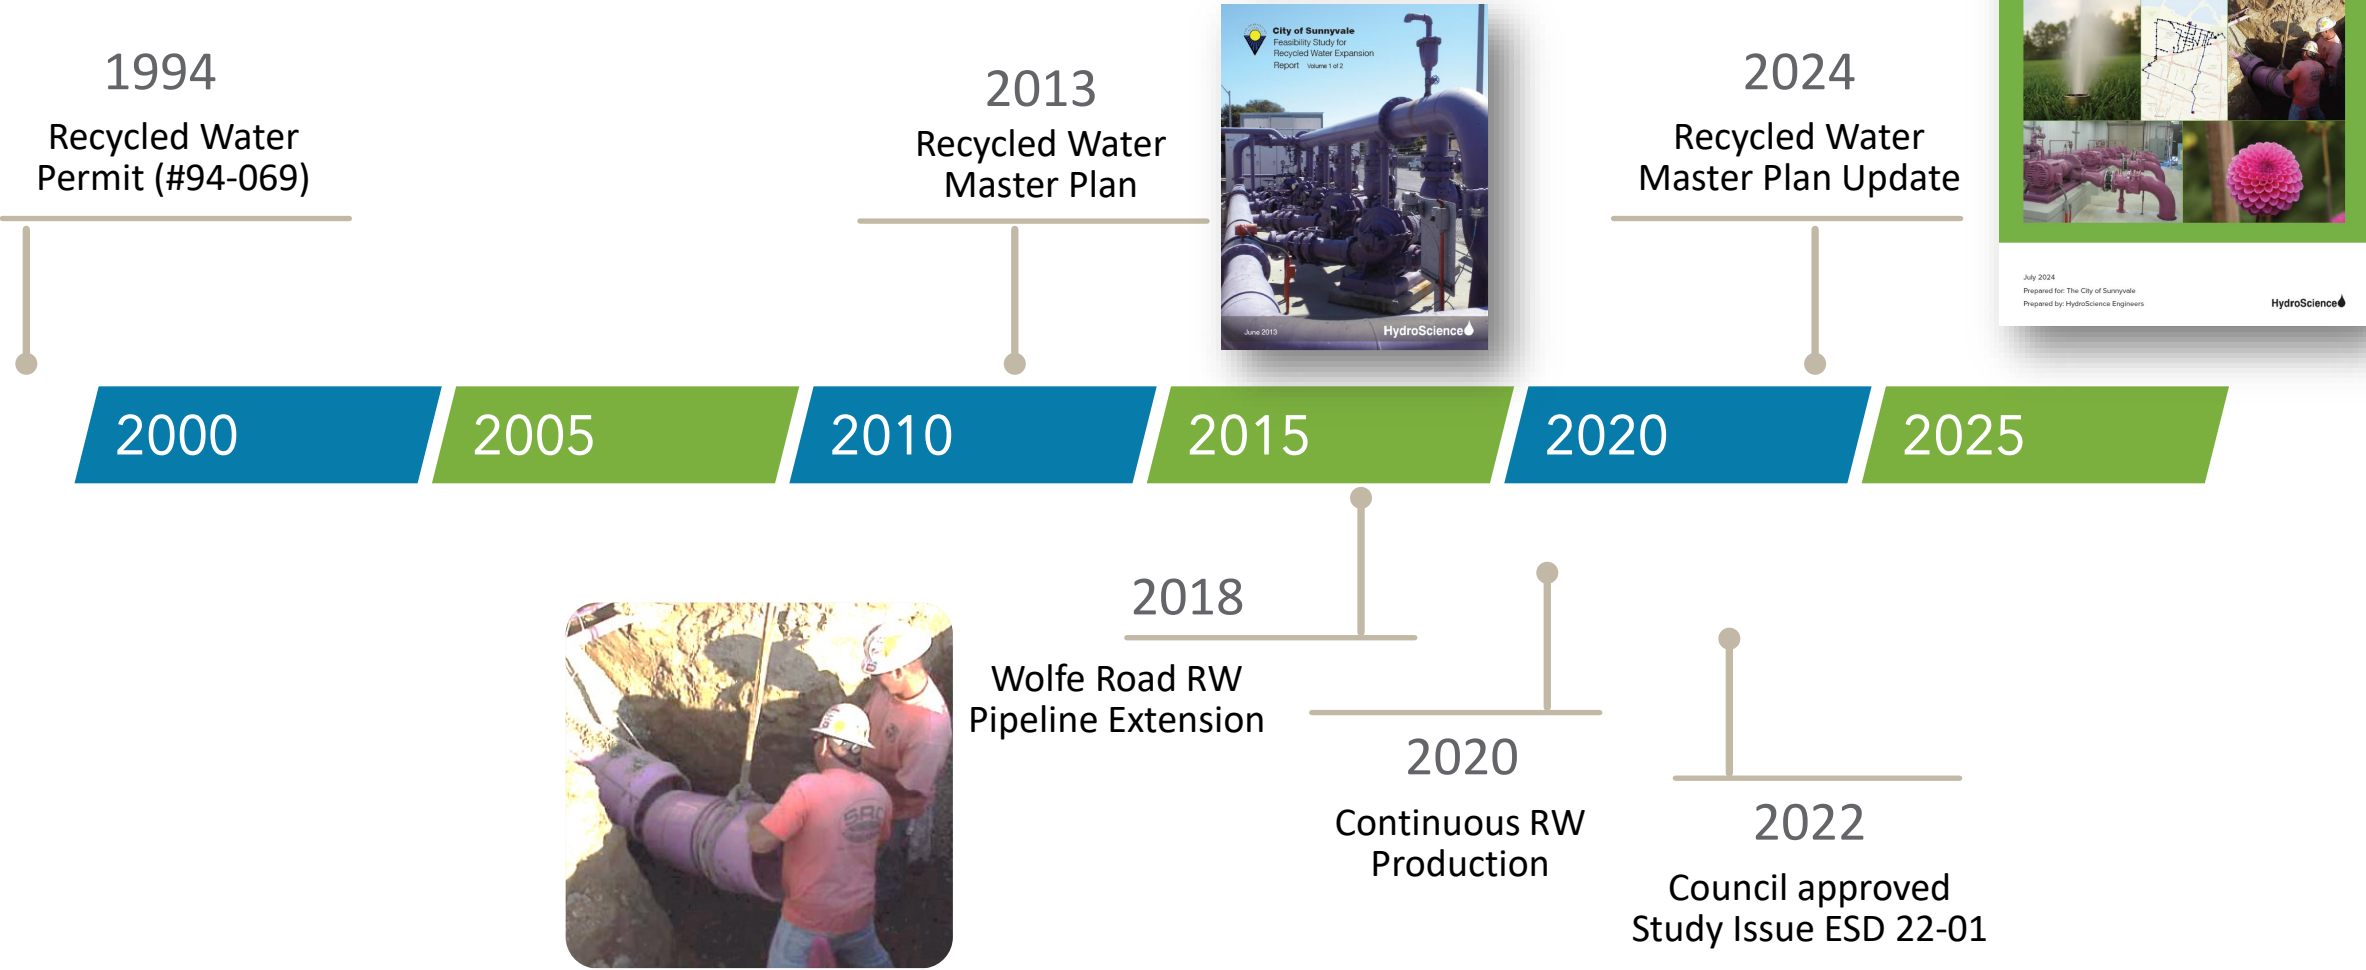 1994
Recycled Water
Permit (#94-069)
2013
Recycled Water
Master Plan
City of Sunnyvale
Feasibility Study for
Recycled Water Expansion
Report Volume 1 of 2
June 2013
HydroScience
2024
Recycled Water
Master Plan Update
July 2024
Prepared for: The City of Sunnyvale
Prepared by: HydroScience Engineers
HydroScience
2000
2005
2010
2015
2020
2025
2018
Wolfe Road RW
Pipeline Extension
2020
Continuous RW
Production
2022
Council approved
Study Issue ESD 22-01